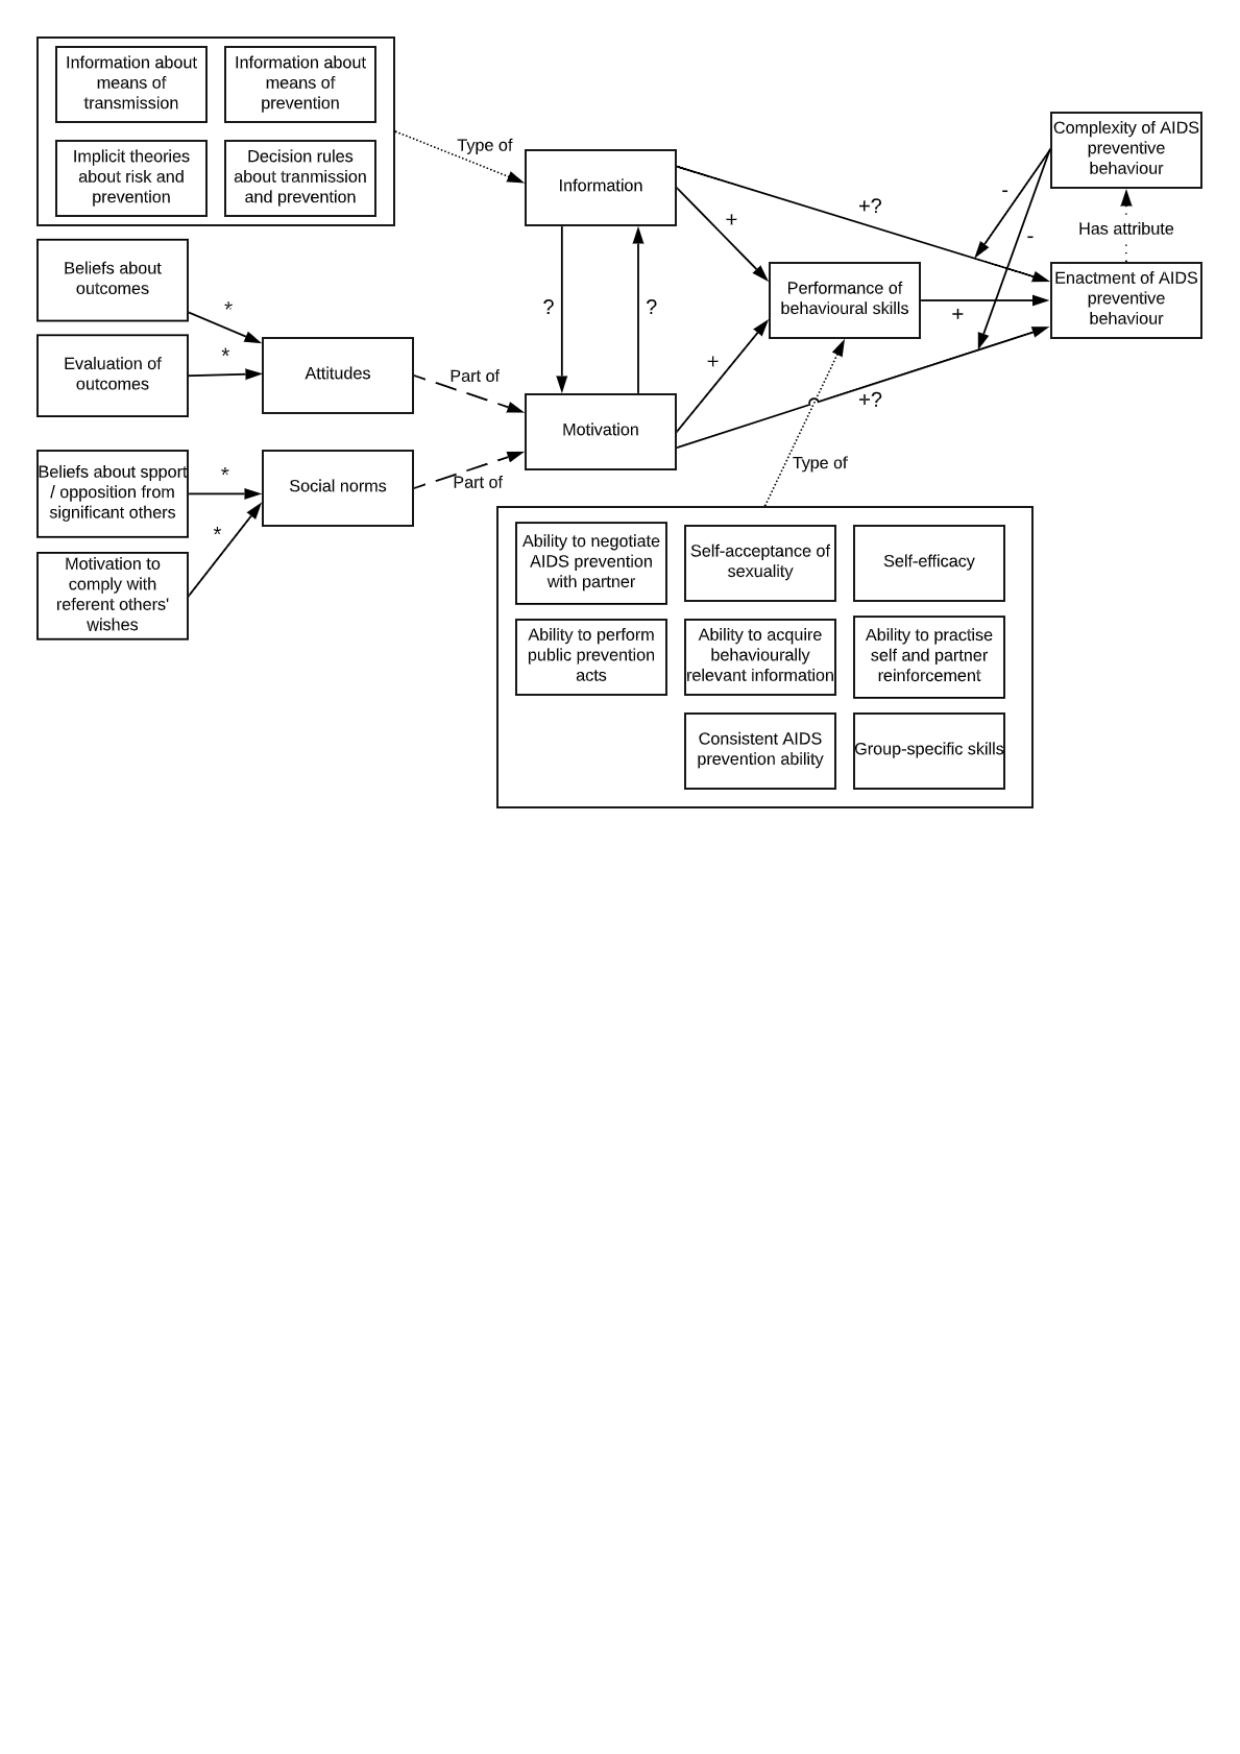 Information about
means of
transmission
Information about
means of
prevention
Implicit theories
about risk and
prevention
Decision rules
about tranmission
and prevention
Type of
Information
Complexity of AIDS
preventive
behaviour
-
-
Has attribute
+?
+
Enactment of AIDS
preventive
behaviour
Performance of
behavioural skills
+
?
?
+
+?
Beliefs about
outcomes
*
Evaluation of
outcomes
*
Attitudes
Part of
Motivation
Beliefs about spport
/ opposition from
significant others
*
Social norms
Part of
*
Motivation to
comply with
referent others'
wishes
Type of
Ability to negotiate
AIDS prevention
with partner
Self-acceptance of
sexuality
Self-efficacy
Ability to perform
public prevention
acts
Ability to acquire
behaviourally
relevant information
Ability to practise
self and partner
reinforcement
Consistent AIDS
prevention ability
Group-specific skills